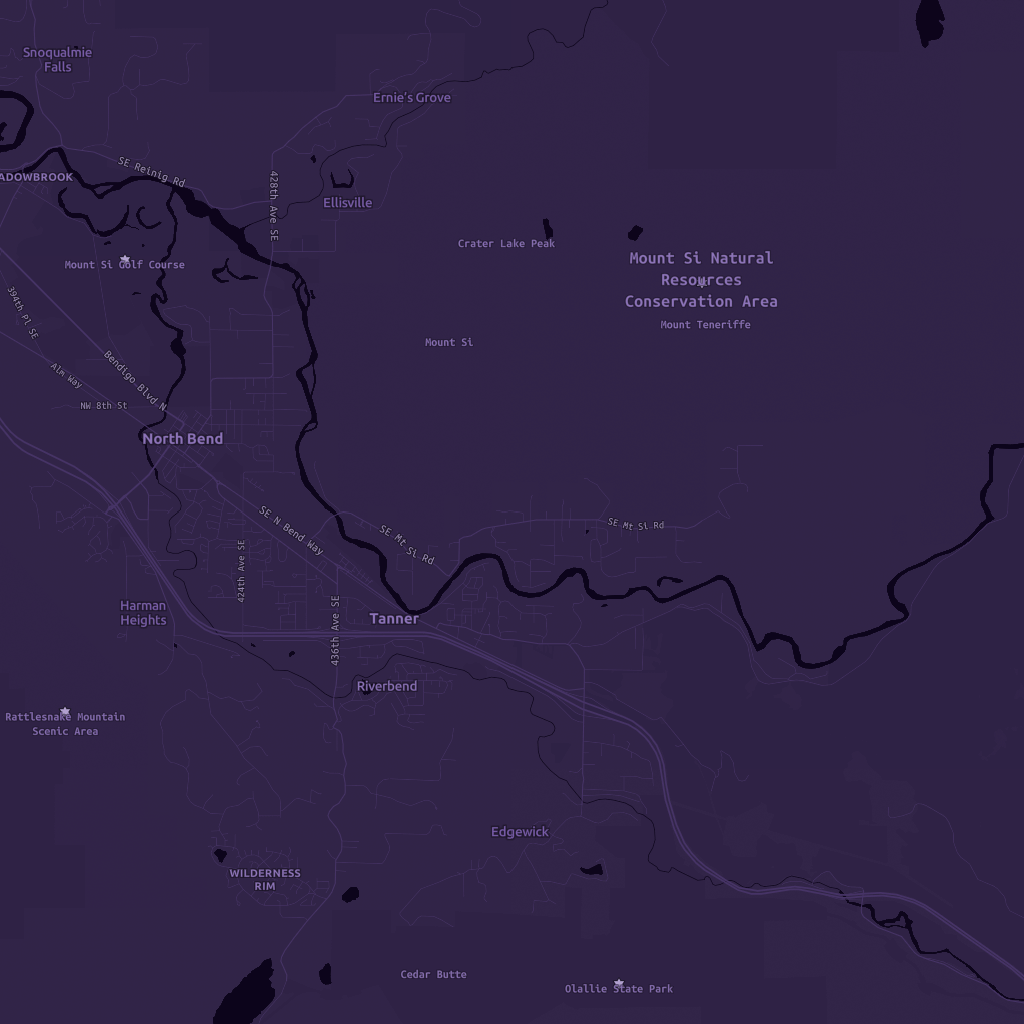 Snoqualmie
Falls
Ernie's Grove
SE Reinig Rd
ADOWBROOK
428th Ave SE
Ellisville
Crater Lake Peak
Mount Si Golf Course
Mount Si Natural
Resources
Conservation Area
394th Pl SE
Mount Teneriffe
Mount Si
Bendigo Blvd N
Alm Way
NW 8th St
North Bend
SE N Bend Way
SE Mt Si Rd
SE Mt Si Rd
424th Ave SE
Harman
Heights
436th Ave SE
Tanner
Riverbend
Rattlesnake Mountain
Scenic Area
Edgewick
WILDERNESS
RIM
Cedar Butte
Olallie State Park